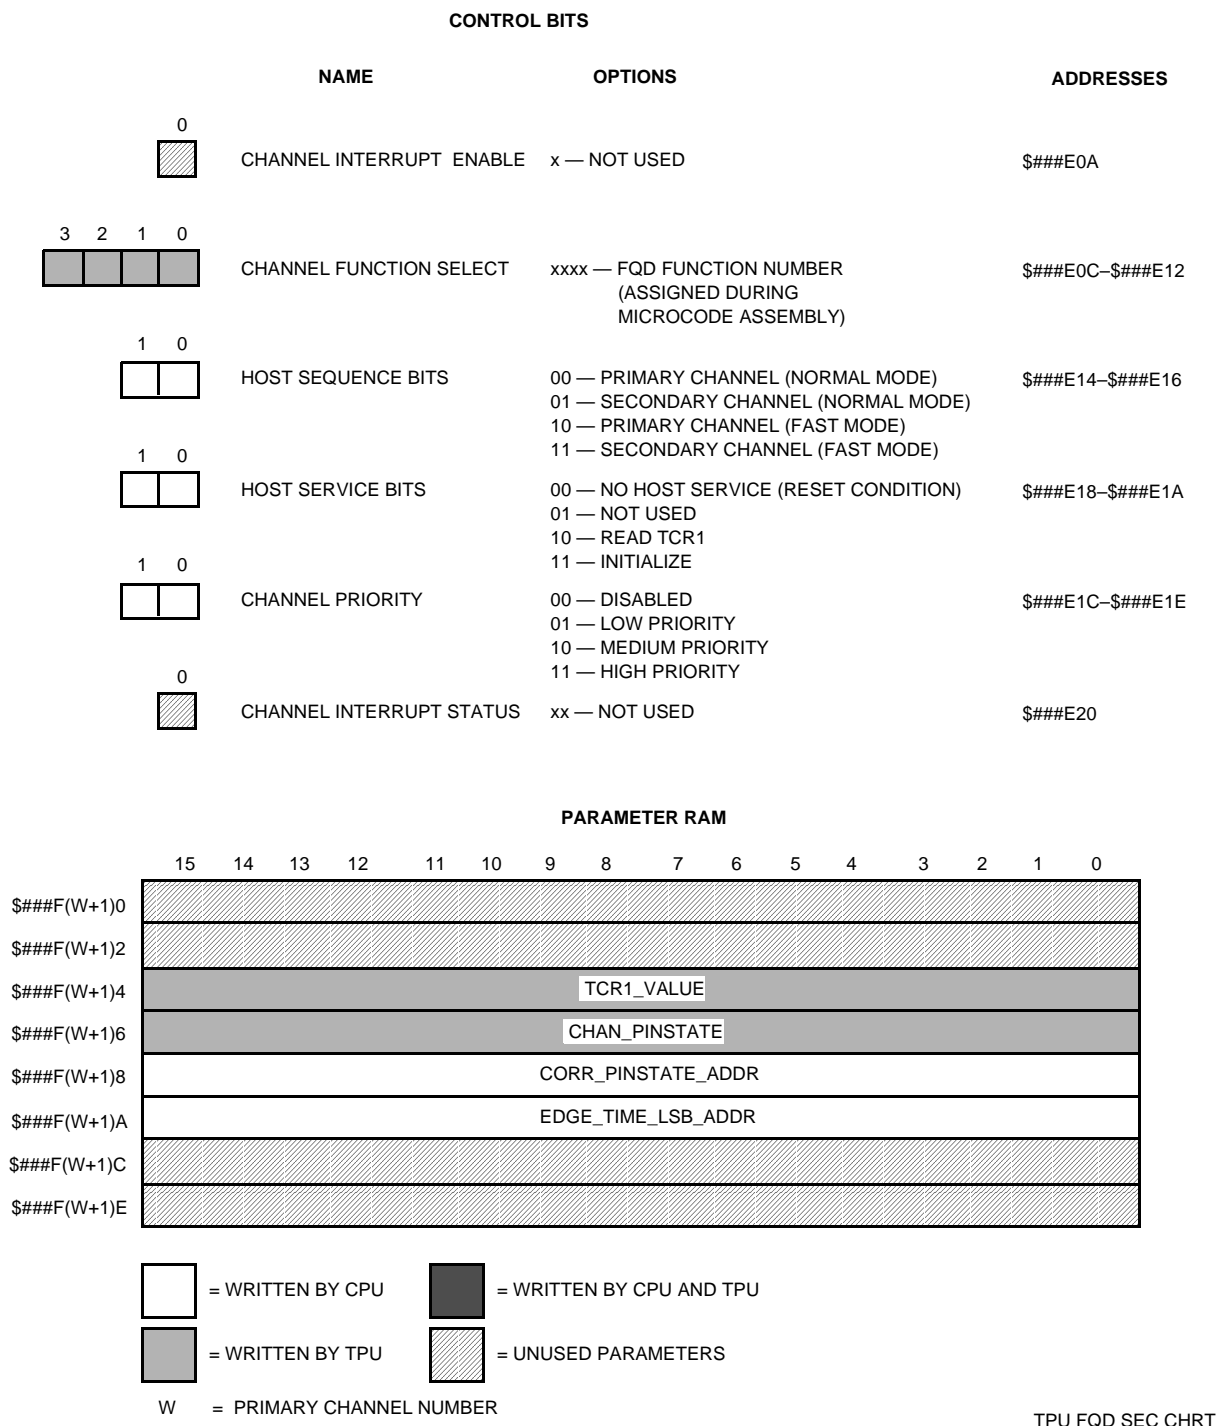 CONTROL BITS
NAME OPTIONS ADDRESSES
0
CHANNEL INTERRUPT ENABLE x — NOT USED $###E0A
3 2 1 0
CHANNEL FUNCTION SELECT xxxx — FQD FUNCTION NUMBER $###E0C–$###E12
(ASSIGNED DURING
MICROCODE ASSEMBLY)
1 0
HOST SEQUENCE BITS 00 — PRIMARY CHANNEL (NORMAL MODE) $###E14–$###E16
01 — SECONDARY CHANNEL (NORMAL MODE)
10 — PRIMARY CHANNEL (FAST MODE)
11 — SECONDARY CHANNEL (FAST MODE)
1 0
HOST SERVICE BITS 00 — NO HOST SERVICE (RESET CONDITION) $###E18–$###E1A
01 — NOT USED
10 — READ TCR1
11 — INITIALIZE
1 0
CHANNEL PRIORITY 00 — DISABLED $###E1C–$###E1E
01 — LOW PRIORITY
10 — MEDIUM PRIORITY
11 — HIGH PRIORITY
0
CHANNEL INTERRUPT STATUS xx — NOT USED $###E20
PARAMETER RAM
15 14 13 12 11 10 9 8 7 6 5 4 3 2 1 0
$###F(W+1)0
$###F(W+1)2
$###F(W+1)4 TCR1_VALUE
$###F(W+1)6 CHAN_PINSTATE
$###F(W+1)8 CORR_PINSTATE_ADDR
$###F(W+1)A EDGE_TIME_LSB_ADDR
$###F(W+1)C
$###F(W+1)E
= WRITTEN BY CPU = WRITTEN BY CPU AND TPU
= WRITTEN BY TPU = UNUSED PARAMETERS
W = PRIMARY CHANNEL NUMBER
TPU FQD SEC CHRT